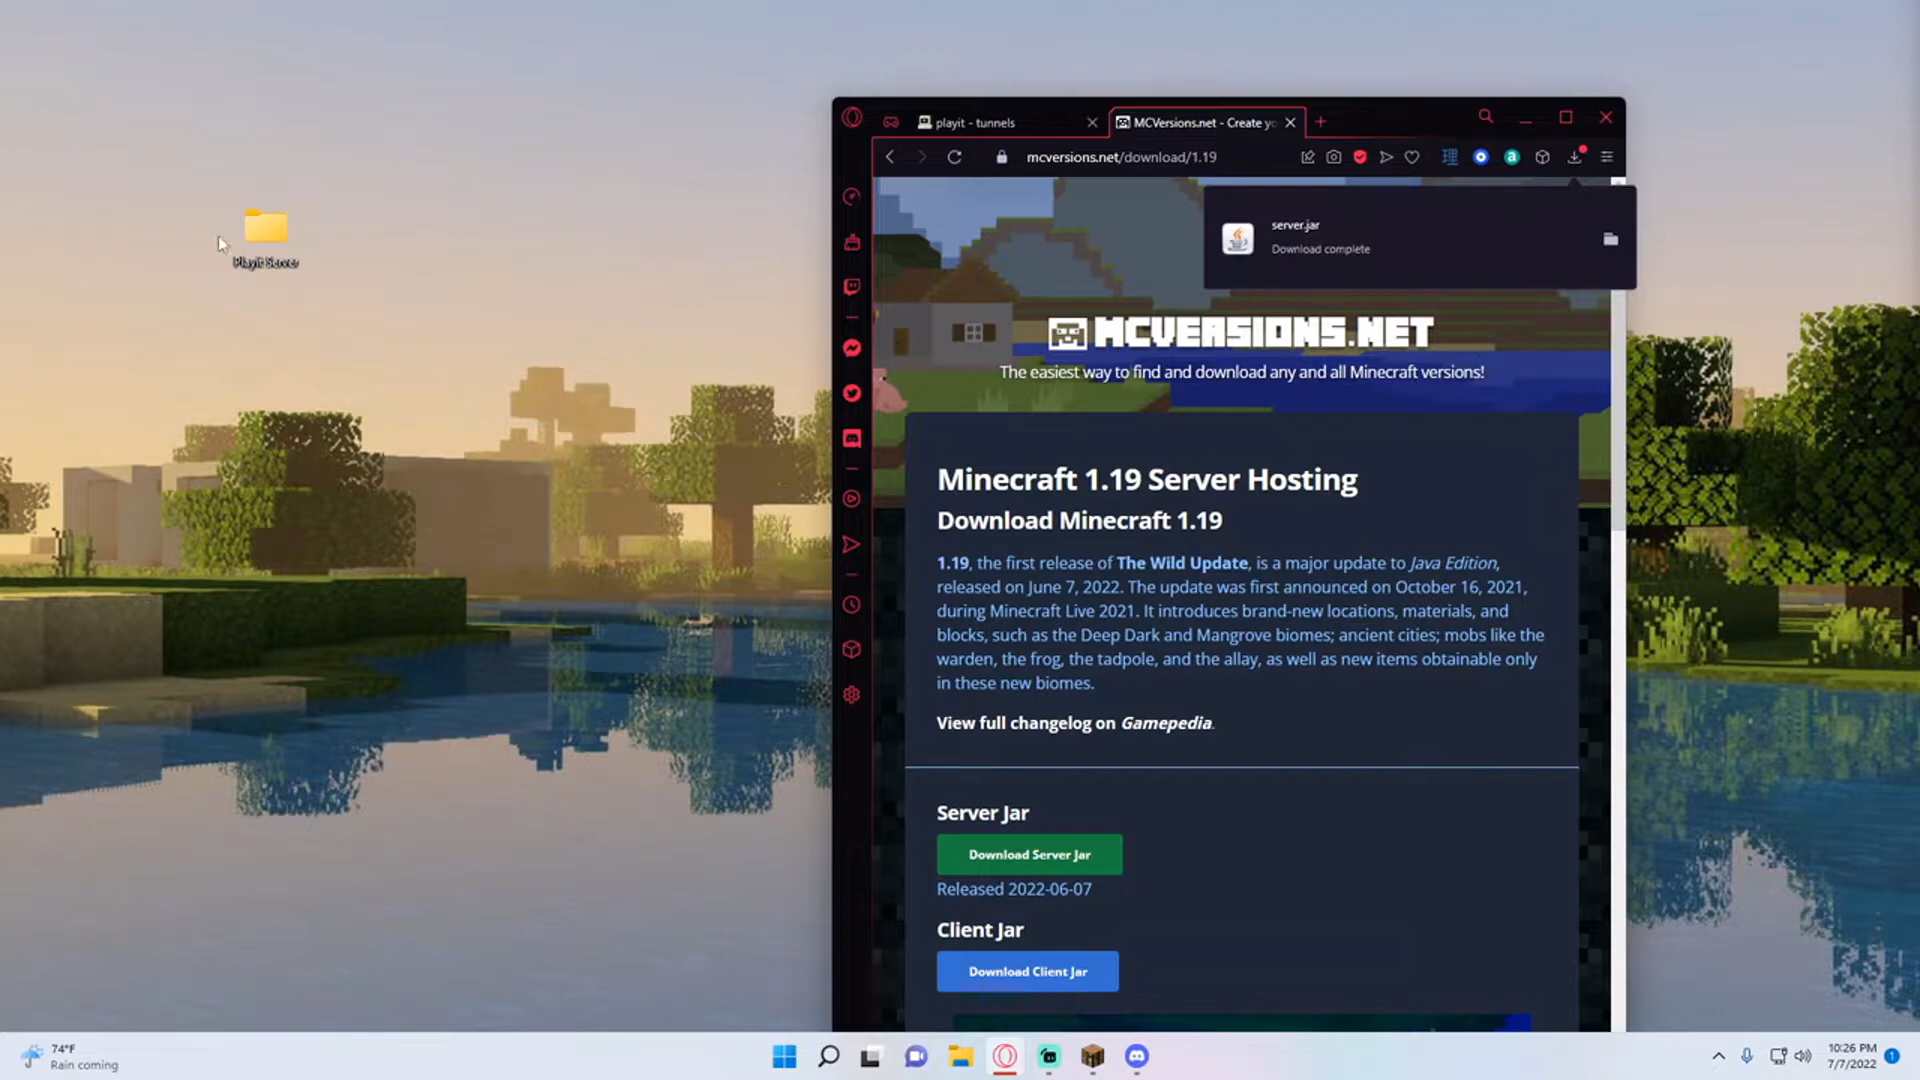 playit - tunnels
MCVersions.net - Create yo
mcversions.net/download/1.19
server.jar
Download complete
Playit Server
MCVERSIONS.NET
The easiest way to find and download any and all Minecraft versions!
Minecraft 1.19 Server Hosting
Download Minecraft 1.19
1.19, the first release of The Wild Update, is a major update to Java Edition,
released on June 7, 2022. The update was first announced on October 16, 2021,
during Minecraft Live 2021. It introduces brand-new locations, materials, and
blocks, such as the Deep Dark and Mangrove biomes; ancient cities; mobs like the
warden, the frog, the tadpole, and the allay, as well as new items obtainable only
in these new biomes.
View full changelog on Gamepedia.
Server Jar
Download Server Jar
Released 2022-06-07
Client Jar
Download Client Jar
74°F
Rain coming
10:26 PM
7/7/2022
1